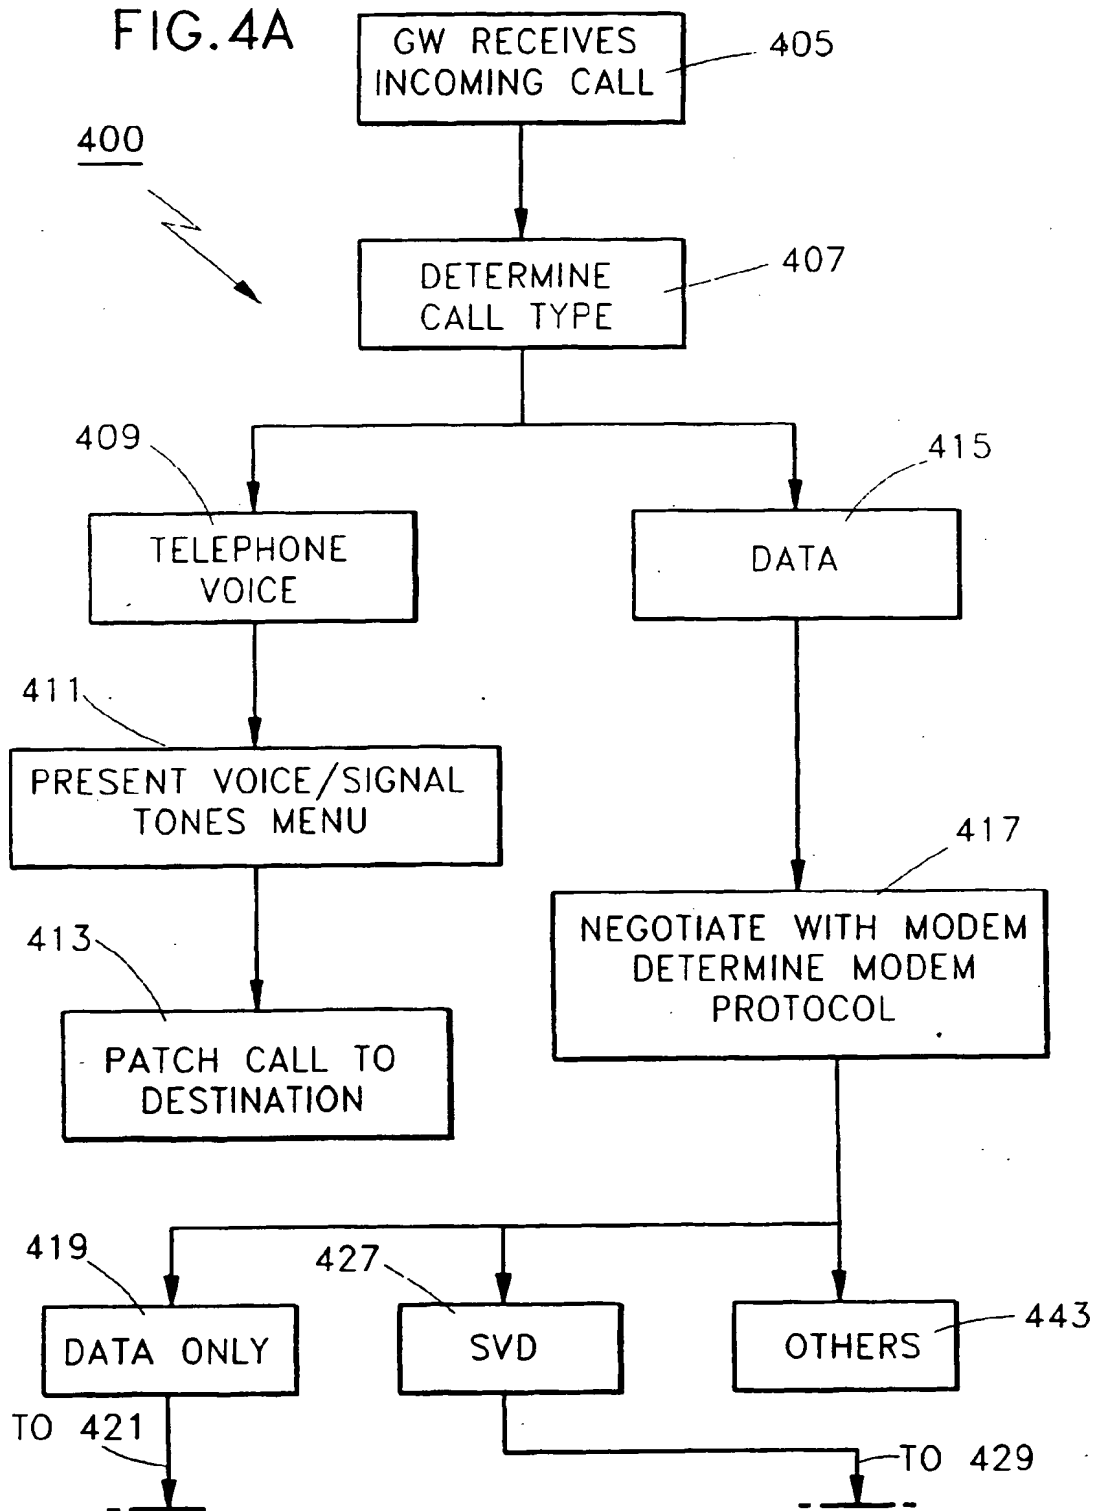 FIG.4A
GW RECEIVES
INCOMING CALL
405
400
DETERMINE
CALL TYPE
407
409
415
TELEPHONE
VOICE
DATA
411
PRESENT VOICE/SIGNAL
TONES MENU
417
413
NEGOTIATE WITH MODEM
DETERMINE MODEM
PROTOCOL
PATCH CALL TO
DESTINATION
419
427
443
DATA ONLY
SVD
OTHERS
TO 421
TO 429